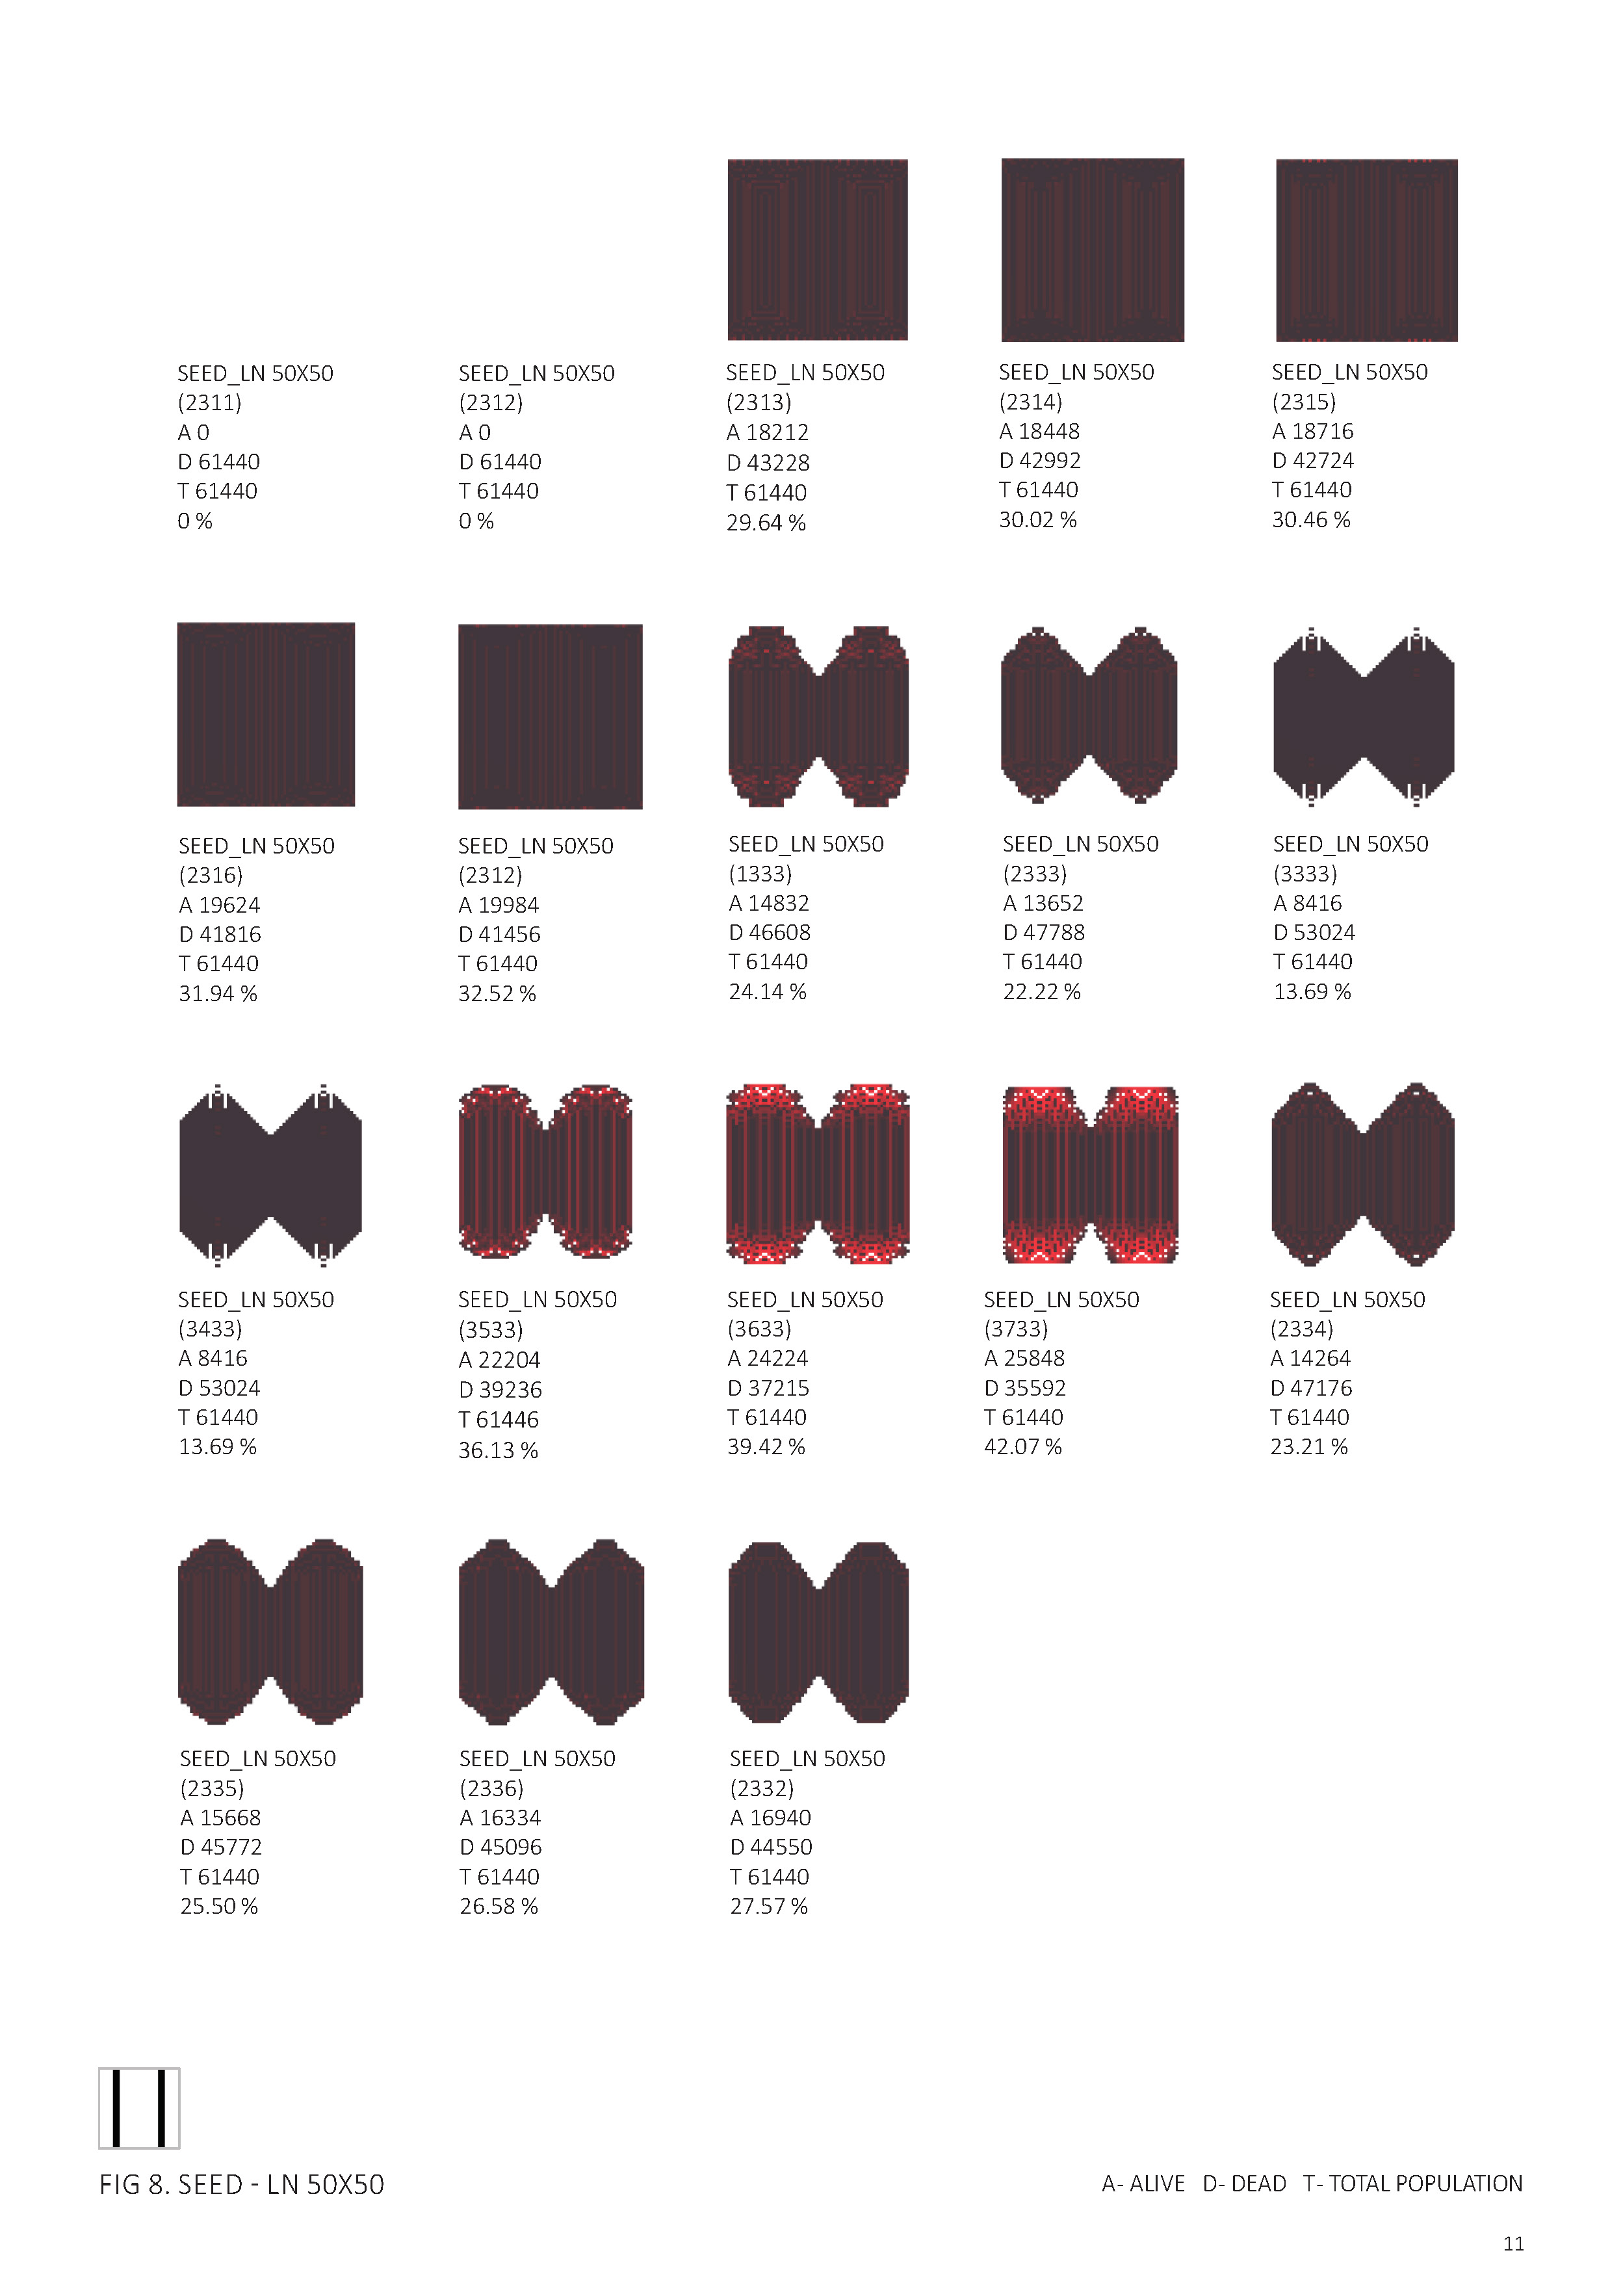 SEED_LN 50X50
(2311)
A 0
D 61440
T 61440
0 %
SEED_LN 50X50
(2312)
A 0
D 61440
T 61440
0 %
SEED_LN 50X50
(2313)
A 18212
D 43228
T 61440
29.64 %
SEED_LN 50X50
(2314)
A 18448
D 42992
T 61440
30.02 %
SEED_LN 50X50
(2315)
A 18716
D 42724
T 61440
30.46 %
SEED_LN 50X50
(2316)
A 19624
D 41816
T 61440
31.94 %
SEED_LN 50X50
(2312)
A 19984
D 41456
T 61440
32.52 %
SEED_LN 50X50
(1333)
A 14832
D 46608
T 61440
24.14 %
SEED_LN 50X50
(2333)
A 13652
D 47788
T 61440
22.22 %
SEED_LN 50X50
(3333)
A 8416
D 53024
T 61440
13.69 %
SEED_LN 50X50
(3433)
A 8416
D 53024
T 61440
13.69 %
SEED_LN 50X50
(3533)
A 22204
D 39236
T 61446
36.13 %
SEED_LN 50X50
(3633)
A 24224
D 37215
T 61440
39.42 %
SEED_LN 50X50
(3733)
A 25848
D 35592
T 61440
42.07 %
SEED_LN 50X50
(2334)
A 14264
D 47176
T 61440
23.21 %
SEED_LN 50X50
(2335)
A 15668
D 45772
T 61440
25.50 %
SEED_LN 50X50
(2336)
A 16334
D 45096
T 61440
26.58 %
SEED_LN 50X50
(2332)
A 16940
D 44550
T 61440
27.57 %
FIG 8. SEED - LN 50X50
A- ALIVE D- DEAD T- TOTAL POPULATION
11